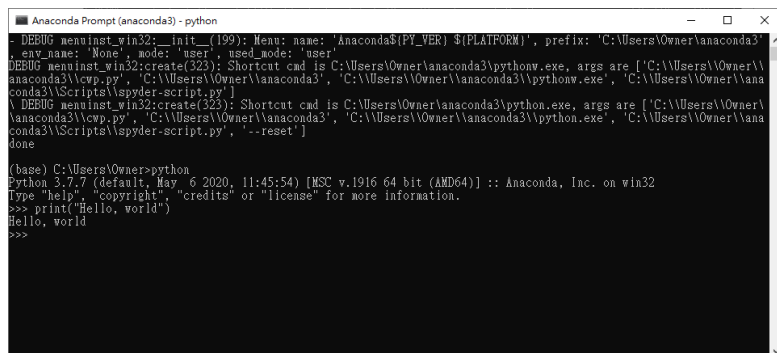 Anaconda Prompt (anaconda3) - python
- DEBUG menuinst_win32:__init__(199): Menu: name: 'Anaconda${PY_VER} ${PLATFORM}', prefix: 'C:\Users\Owner\anaconda3'
, env_name: 'None', mode: 'user', used_mode: 'user'
DEBUG menuinst_win32:create(323): Shortcut cmd is C:\Users\Owner\anaconda3\pythonw.exe, args are ['C:\\Users\\Owner\\
anaconda3\\cwp.py', 'C:\\Users\\Owner\\anaconda3', 'C:\\Users\\Owner\\anaconda3\\pythonw.exe', 'C:\\Users\\Owner\\ana
conda3\\Scripts\\spyder-script.py']
\ DEBUG menuinst_win32:create(323): Shortcut cmd is C:\Users\Owner\anaconda3\python.exe, args are ['C:\\Users\\Owner\
\anaconda3\\cwp.py', 'C:\\Users\\Owner\\anaconda3', 'C:\\Users\\Owner\\anaconda3\\python.exe', 'C:\\Users\\Owner\\ana
conda3\\Scripts\\spyder-script.py', '--reset']
done
(base) C:\Users\Owner>python
Python 3.7.7 (default, May  6 2020, 11:45:54) [MSC v.1916 64 bit (AMD64)] :: Anaconda, Inc. on win32
Type "help", "copyright", "credits" or "license" for more information.
>>> print("Hello, world")
Hello, world
>>>